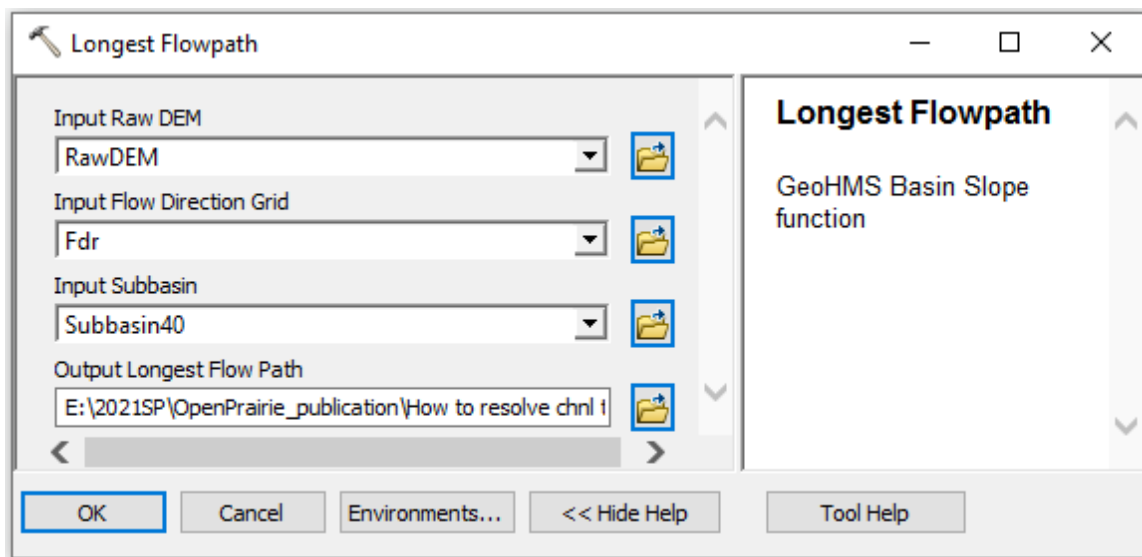 Longest Flowpath
Input Raw DEM
RawDEM
Input Flow Direction Grid
Fdr
Input Subbasin
Subbasin40
Output Longest Flow Path
E:\2021SP\OpenPrairie_publication\How to resolve chnl
Longest Flowpath
GeoHMS Basin Slope
function
OK
Cancel
Environments...
<< Hide Help
Tool Help